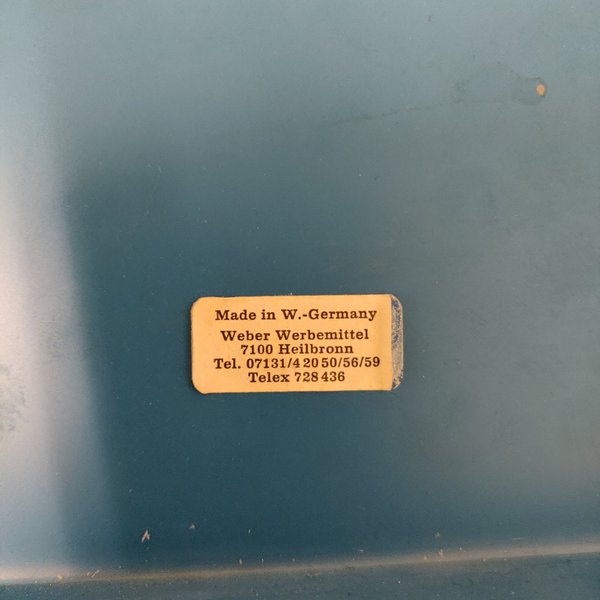 Made in W.-Germany
Weber Werbemittel
7100 Heilbronn
Tel. 07131/4 20 50/56/59
Telex 728 436